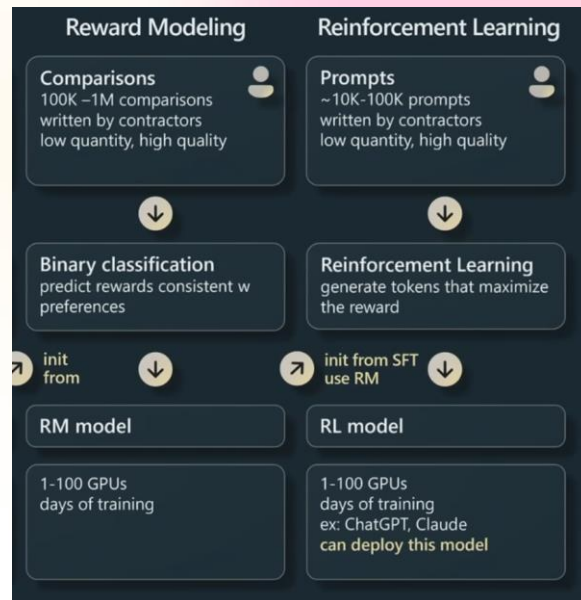 Reward Modeling
Comparisons
100K –1M comparisons
written by contractors
low quantity, high quality
Binary classification
predict rewards consistent w
preferences
init
from
RM model
1-100 GPUs
days of training
Reinforcement Learning
Prompts
~10K-100K prompts
written by contractors
low quantity, high quality
Reinforcement Learning
generate tokens that maximize
the reward
init from SFT
use RM
RL model
1-100 GPUs
days of training
ex: ChatGPT, Claude
can deploy this model